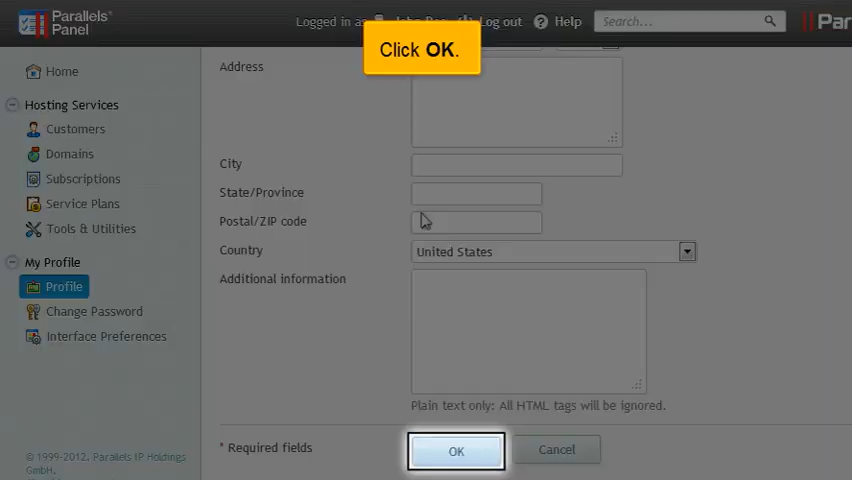 Parallels®
Panel
Logged in as
Log out
Help
Search...
Par
Click OK.
Home
Hosting Services
Customers
Domains
Subscriptions
Service Plans
Tools & Utilities
My Profile
Profile
Change Password
Interface Preferences
© 1999-2012. Parallels IP Holdings
GmbH.
Address
City
State/Province
Postal/ZIP code
Country
United States
Additional information
Plain text only: All HTML tags will be ignored.
* Required fields
OK
Cancel